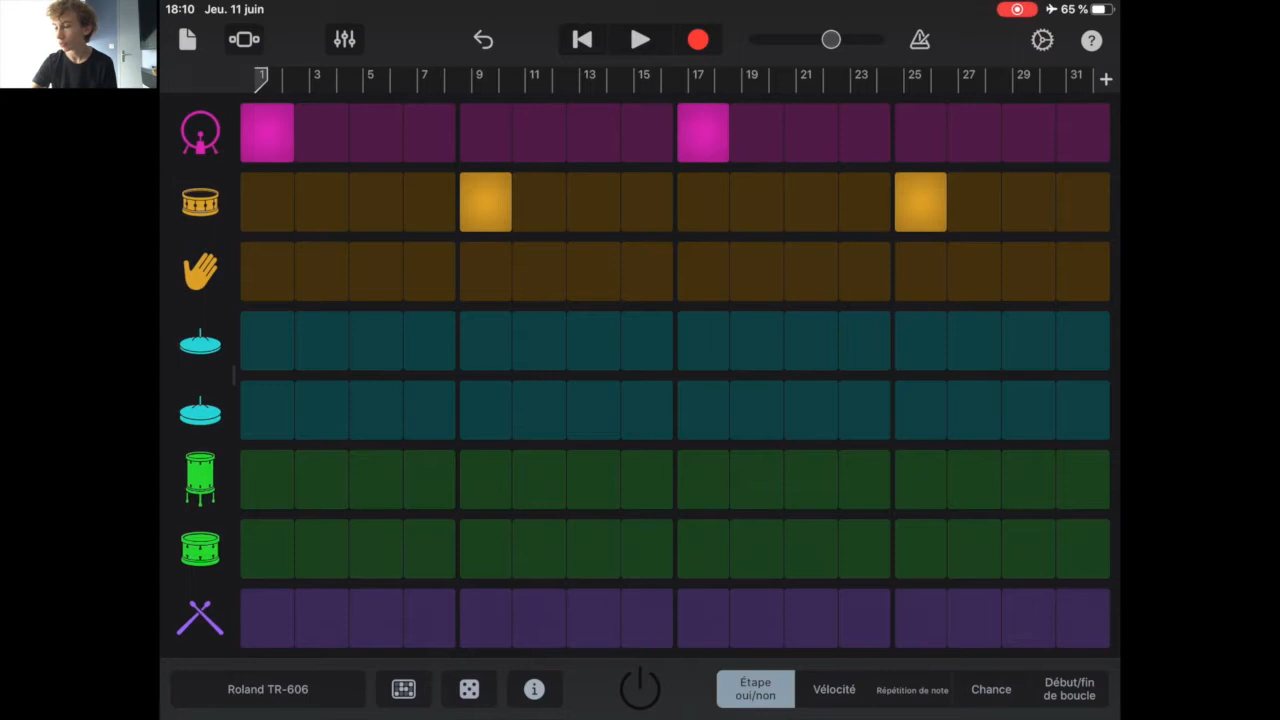 18:10 Jeu. 11 juin 65 %
1 3 5 7 9 11 13 15 17 19 21 23 25 27 29 31 +
Roland TR-606
Étape
oui/non
Vélocité
Répétition de note
Chance
Début/fin
de boucle